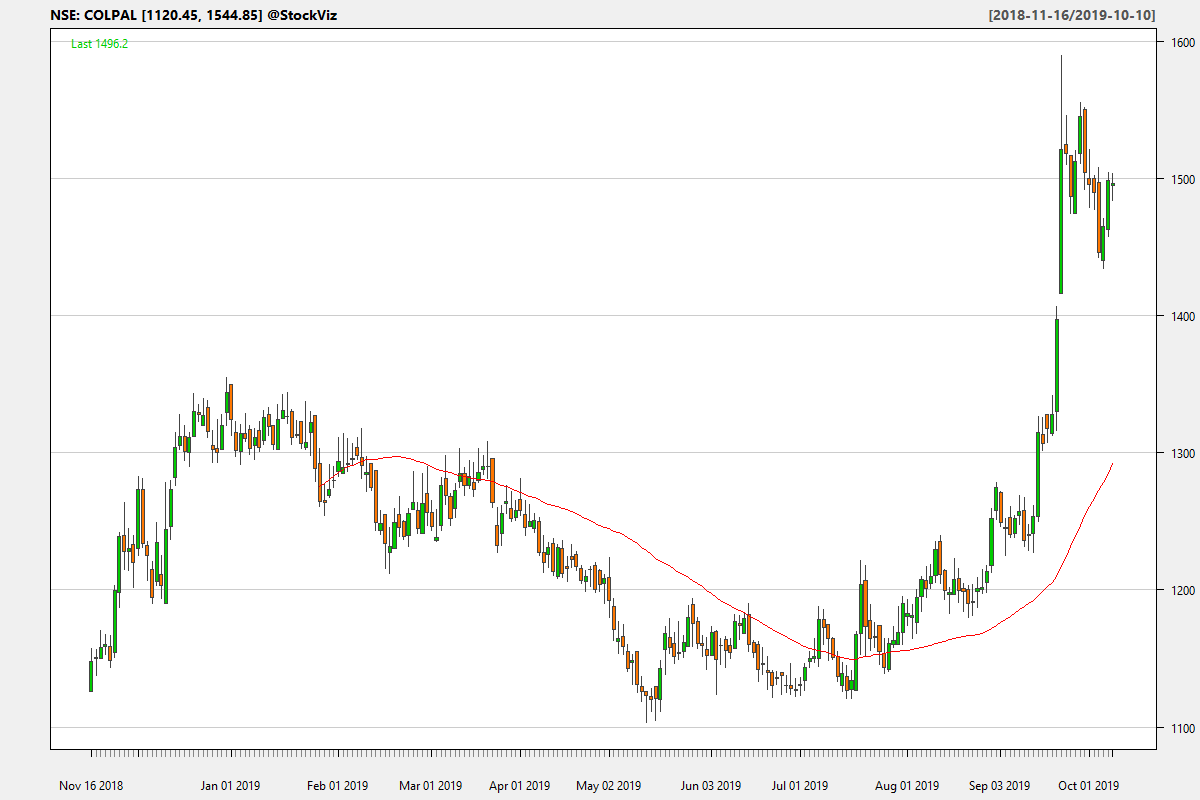 NSE: COLPAL [1120.45, 1544.85] @StockViz [2018-11-16/2019-10-10]
Last 1496.2
1600
1500
1400
1300
1200
1100
Nov 16 2018 Jan 01 2019 Feb 01 2019 Mar 01 2019 Apr 01 2019 May 02 2019 Jun 03 2019 Jul 01 2019 Aug 01 2019 Sep 03 2019 Oct 01 2019